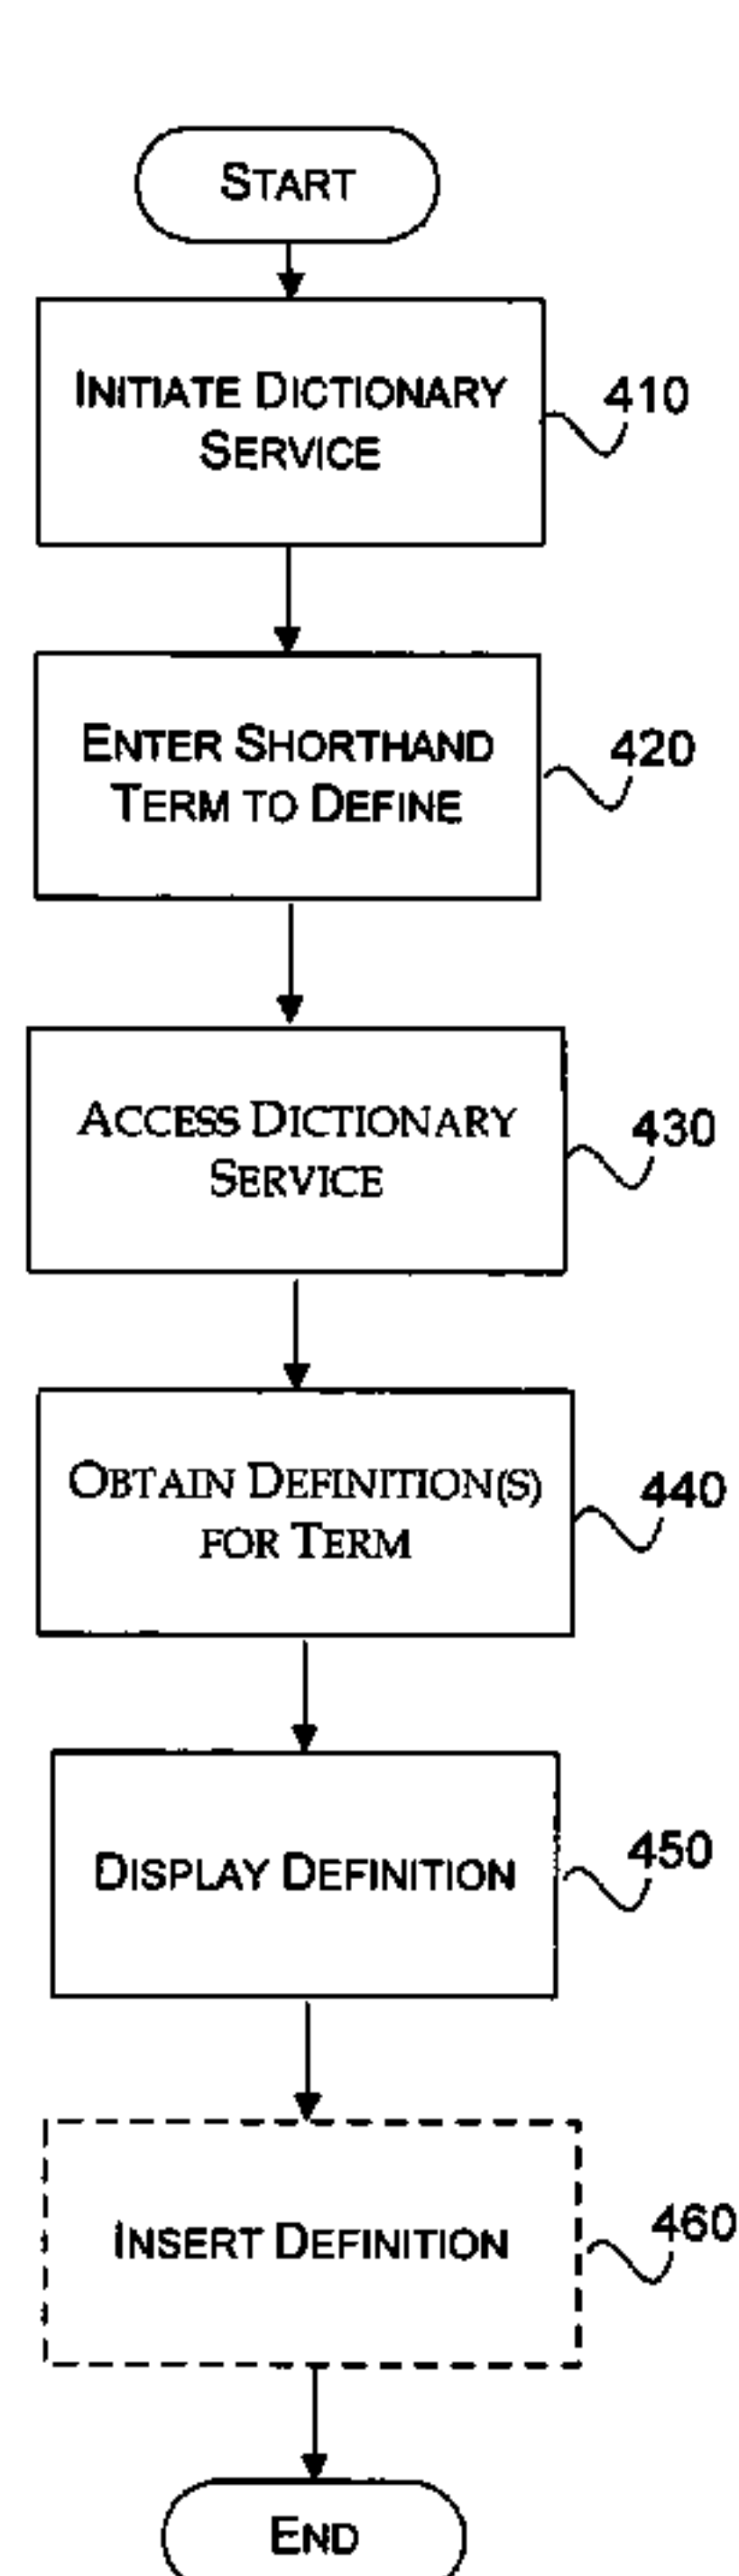 START
INITIATE DICTIONARY
SERVICE
410
ENTER SHORTHAND
TERM TO DEFINE
420
ACCESS DICTIONARY
SERVICE
430
OBTAIN DEFINITION(S)
FOR TERM
440
DISPLAY DEFINITION
450
INSERT DEFINITION
460
END